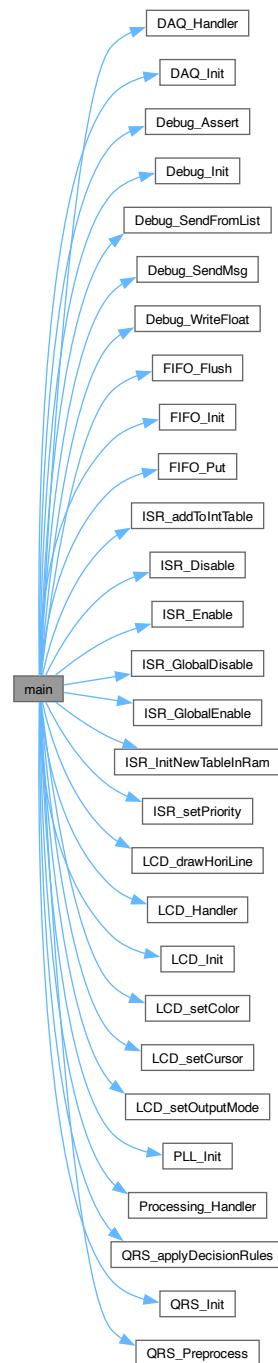 DAQ_Handler
DAQ_Init
Debug_Assert
Debug_Init
Debug_SendFromList
Debug_SendMsg
Debug_WriteFloat
FIFO_Flush
FIFO_Init
FIFO_Put
ISR_addToIntTable
ISR_Disable
ISR_Enable
ISR_GlobalDisable
main
ISR_GlobalEnable
ISR_InitNewTableInRam
ISR_setPriority
LCD_drawHoriLine
LCD_Handler
LCD_Init
LCD_setColor
LCD_setCursor
LCD_setOutputMode
PLL_Init
Processing_Handler
QRS_applyDecisionRules
QRS_Init
QRS_Preprocess